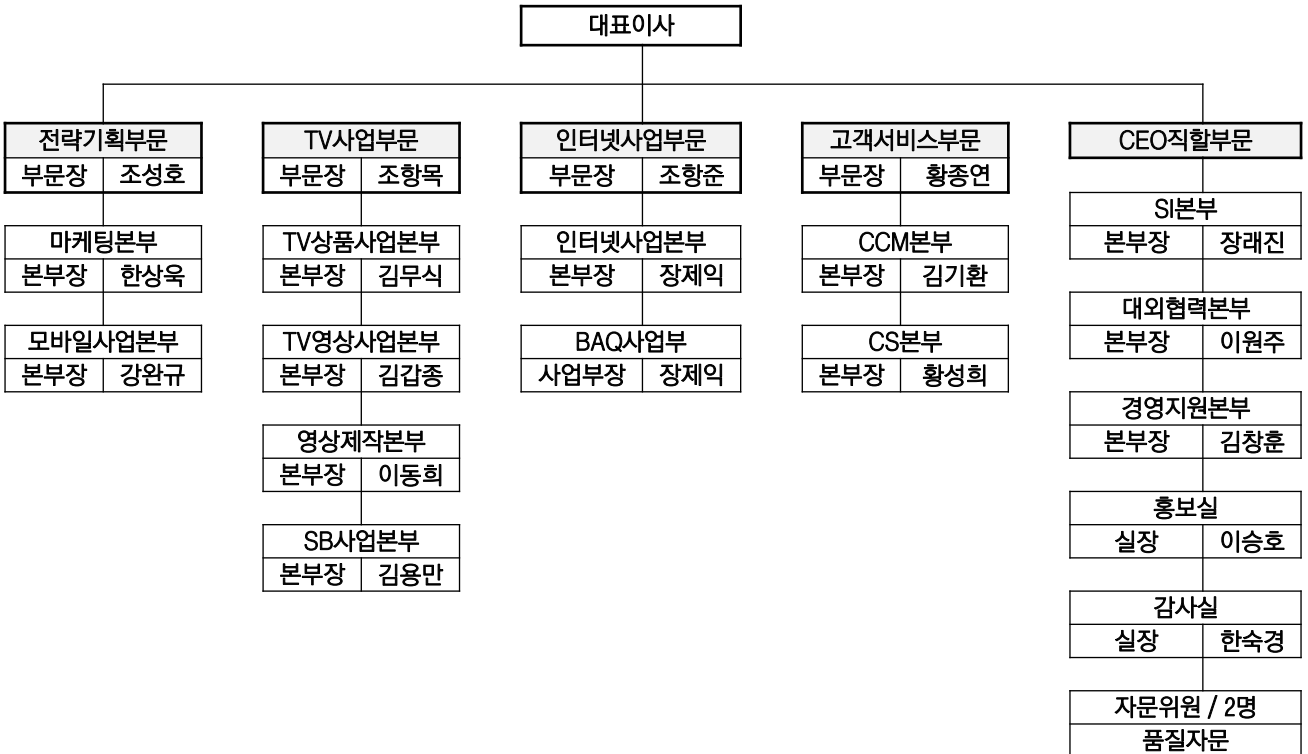 대표이사
전략기획부문
부문장 조성호
마케팅본부
본부장 한상욱
모바일사업본부
본부장 강완규
TV사업부문
부문장 조항목
TV상품사업본부
본부장 김무식
TV영상사업본부
본부장 김갑종
영상제작본부
본부장 이동희
SB사업본부
본부장 김용만
인터넷사업부문
부문장 조항준
인터넷사업본부
본부장 장제익
BAQ사업부
사업부장 장제익
고객서비스부문
부문장 황종연
CCM본부
본부장 김기환
CS본부
본부장 황성희
CEO직할부문
SI본부
본부장 장래진
대외협력본부
본부장 이원주
경영지원본부
본부장 김창훈
홍보실
실장 이승호
감사실
실장 한숙경
자문위원 / 2명
품질자문